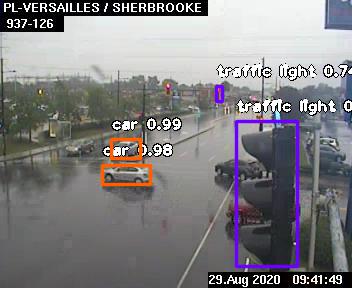 PL-VERSAILLES / SHERBROOKE
937-126
traffic light 0.74
traffic light 0
car 0.99
car 0.98
29.Aug 2020 09:41:49